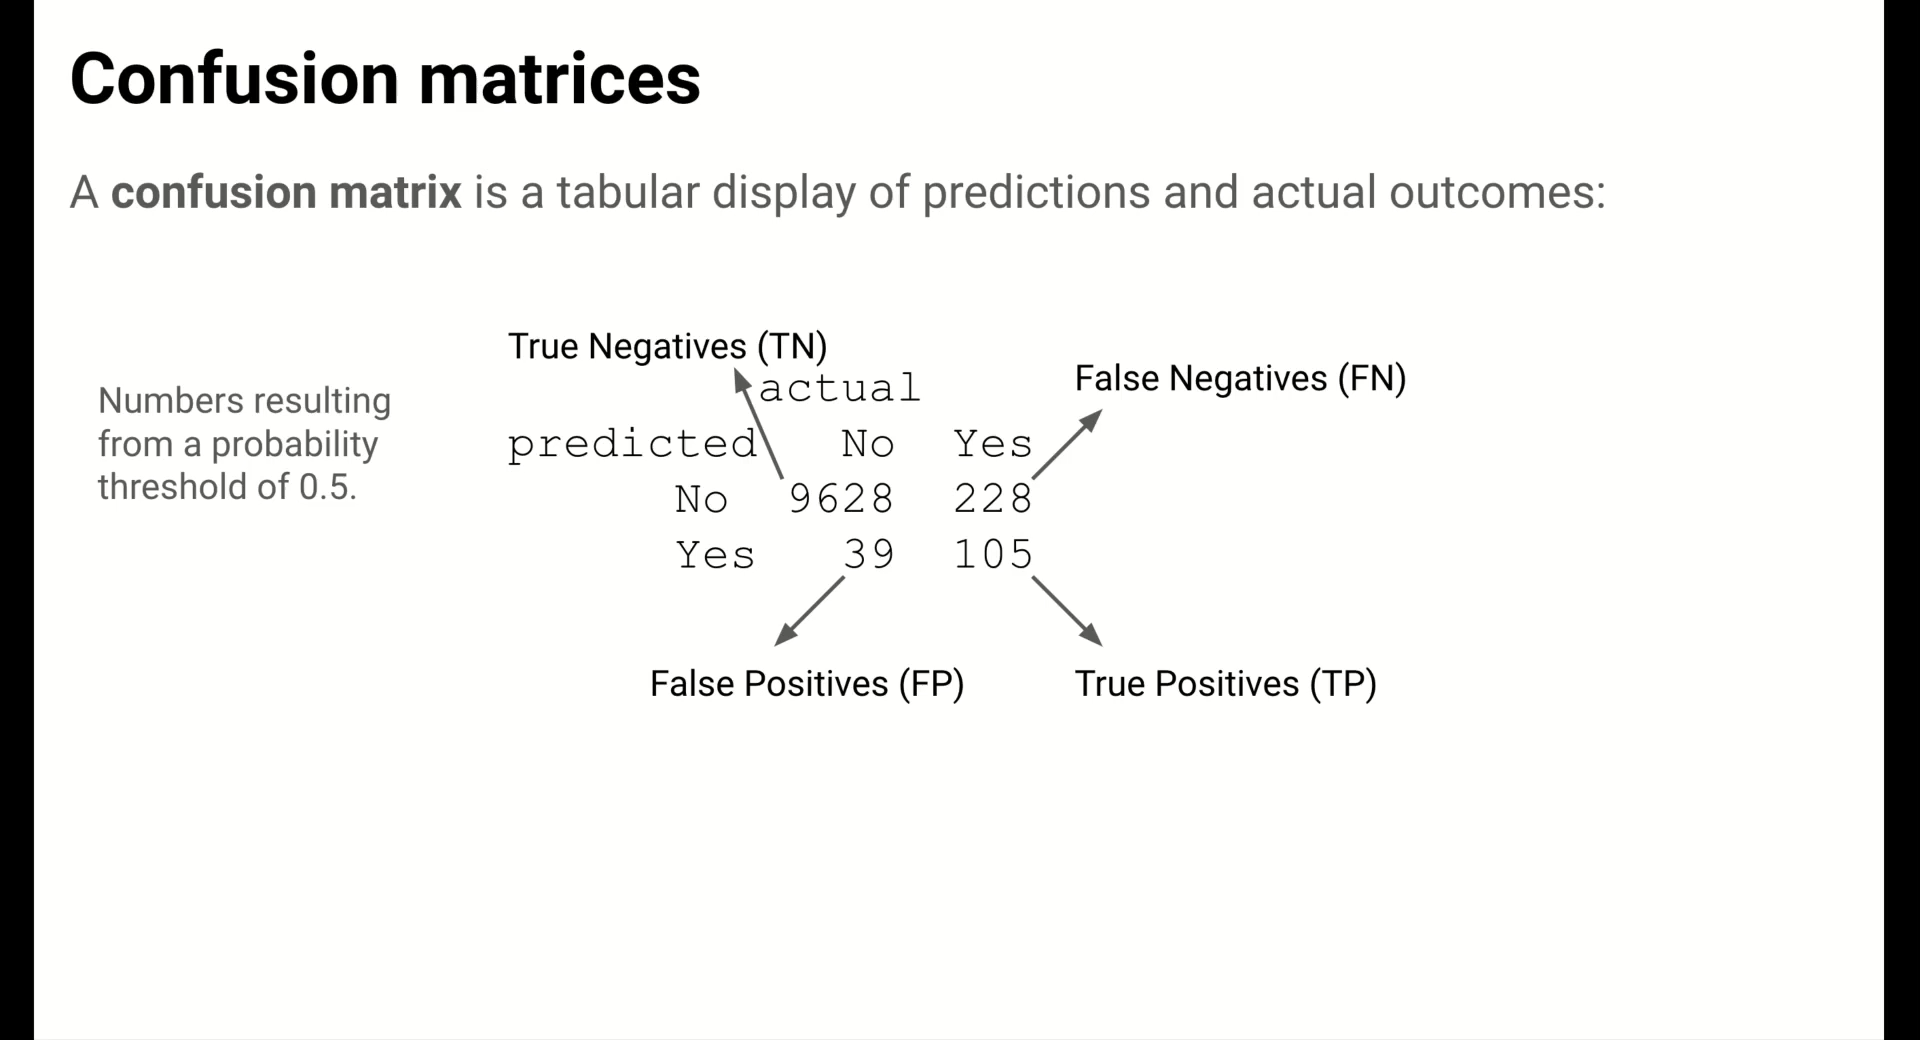 Confusion matrices
A confusion matrix is a tabular display of predictions and actual outcomes:
Numbers resulting
from a probability
threshold of 0.5.
True Negatives (TN)
False Negatives (FN)
actual
predicted No Yes
No 9628 228
Yes 39 105
False Positives (FP)
True Positives (TP)